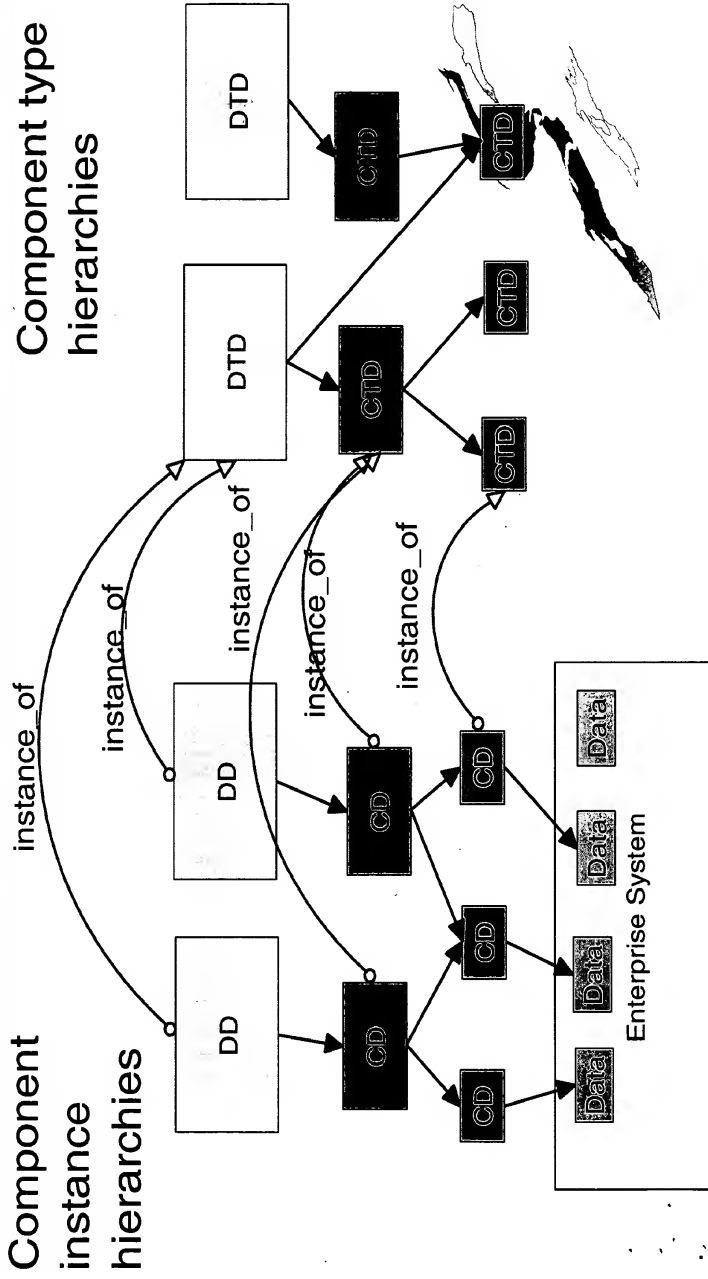 Component
instance
hierarchies
Component type
hierarchies
instance_of
instance_of
instance_of
instance_of
instance_of
DD
DD
DTD
DTD
CD
CD
CTD
CTD
CD
CD
CD
CTD
CTD
CTD
Data
Data
Data
Data
Enterprise System